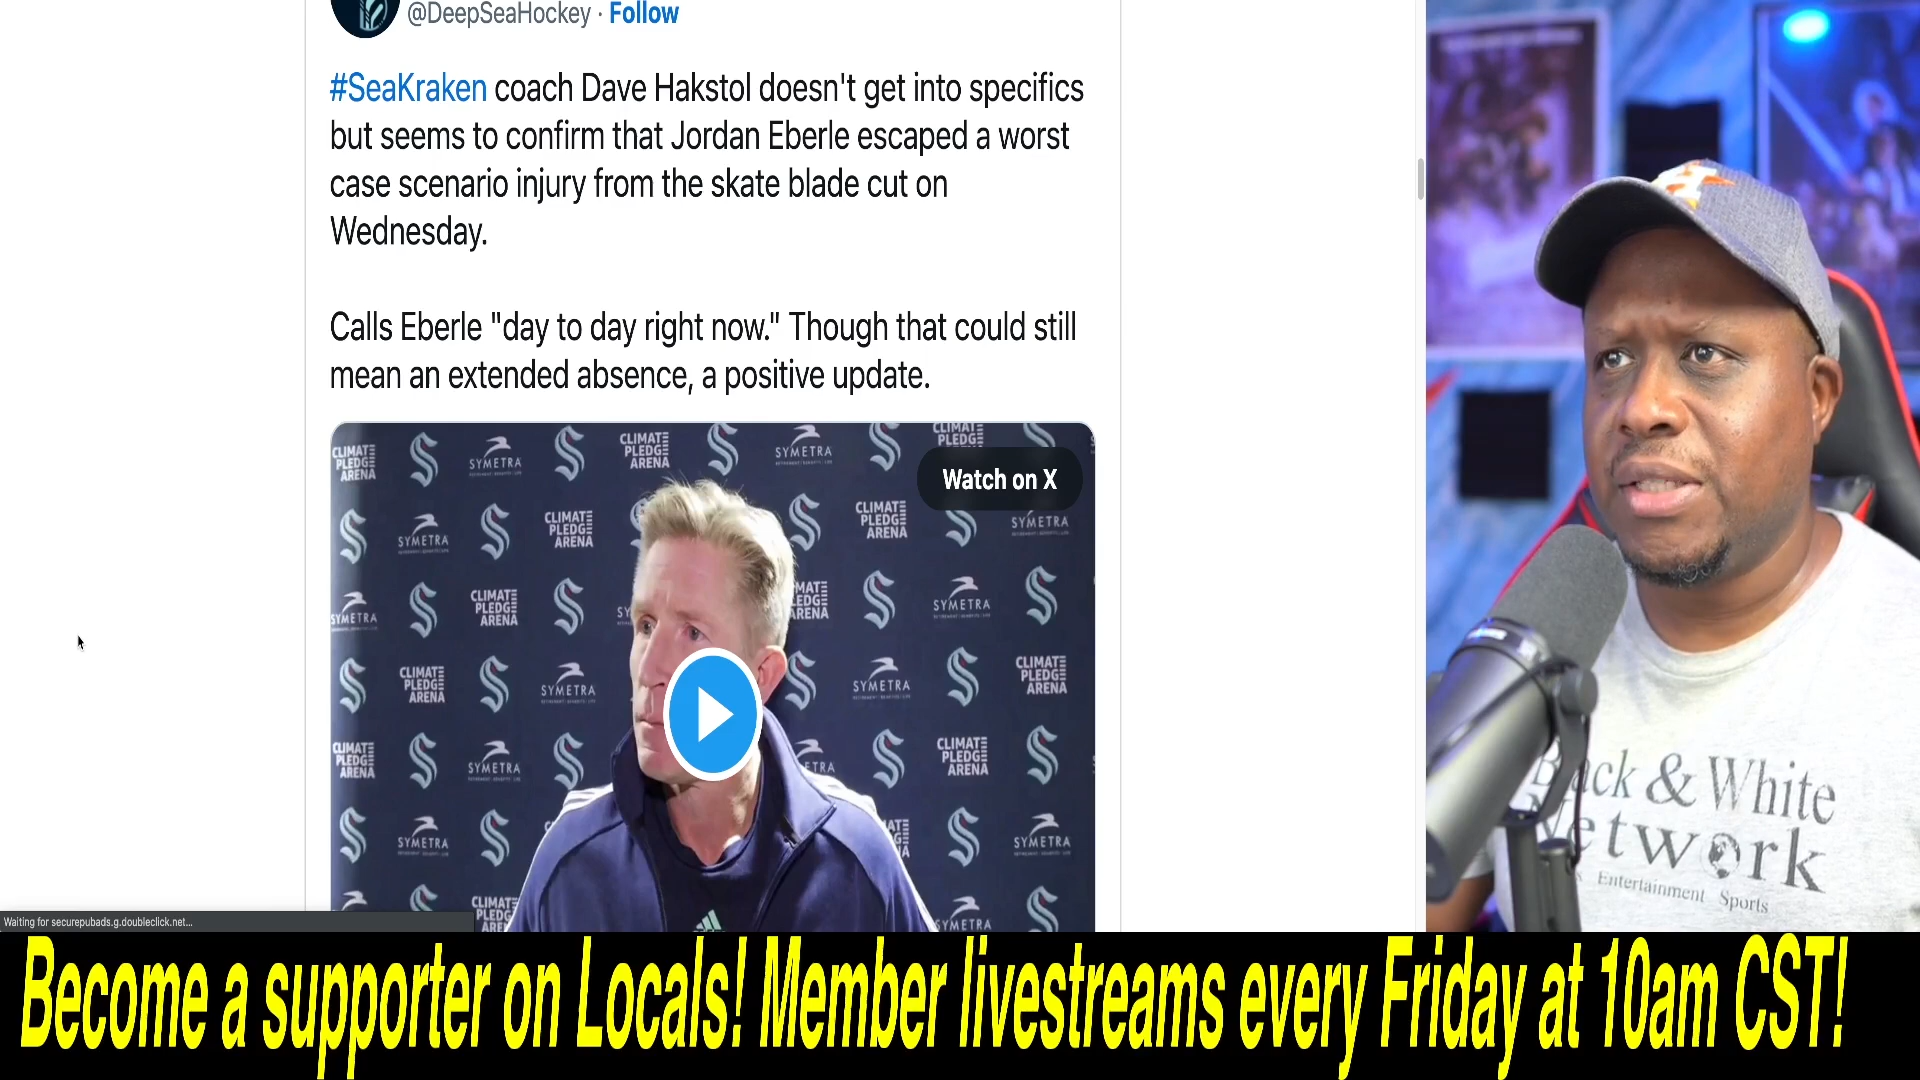 @DeepSeaHockey · Follow
#SeaKraken coach Dave Hakstol doesn't get into specifics
but seems to confirm that Jordan Eberle escaped a worst
case scenario injury from the skate blade cut on
Wednesday.
Calls Eberle "day to day right now." Though that could still
mean an extended absence, a positive update.
Watch on X
CLIMATE
PLEDGE
ARENA
SYMETRA
Black & White
Network
Entertainment Sports
Waiting for securepubads.g.doubleclick.net...
Become a supporter on Locals! Member livestreams every Friday at 10am CST!